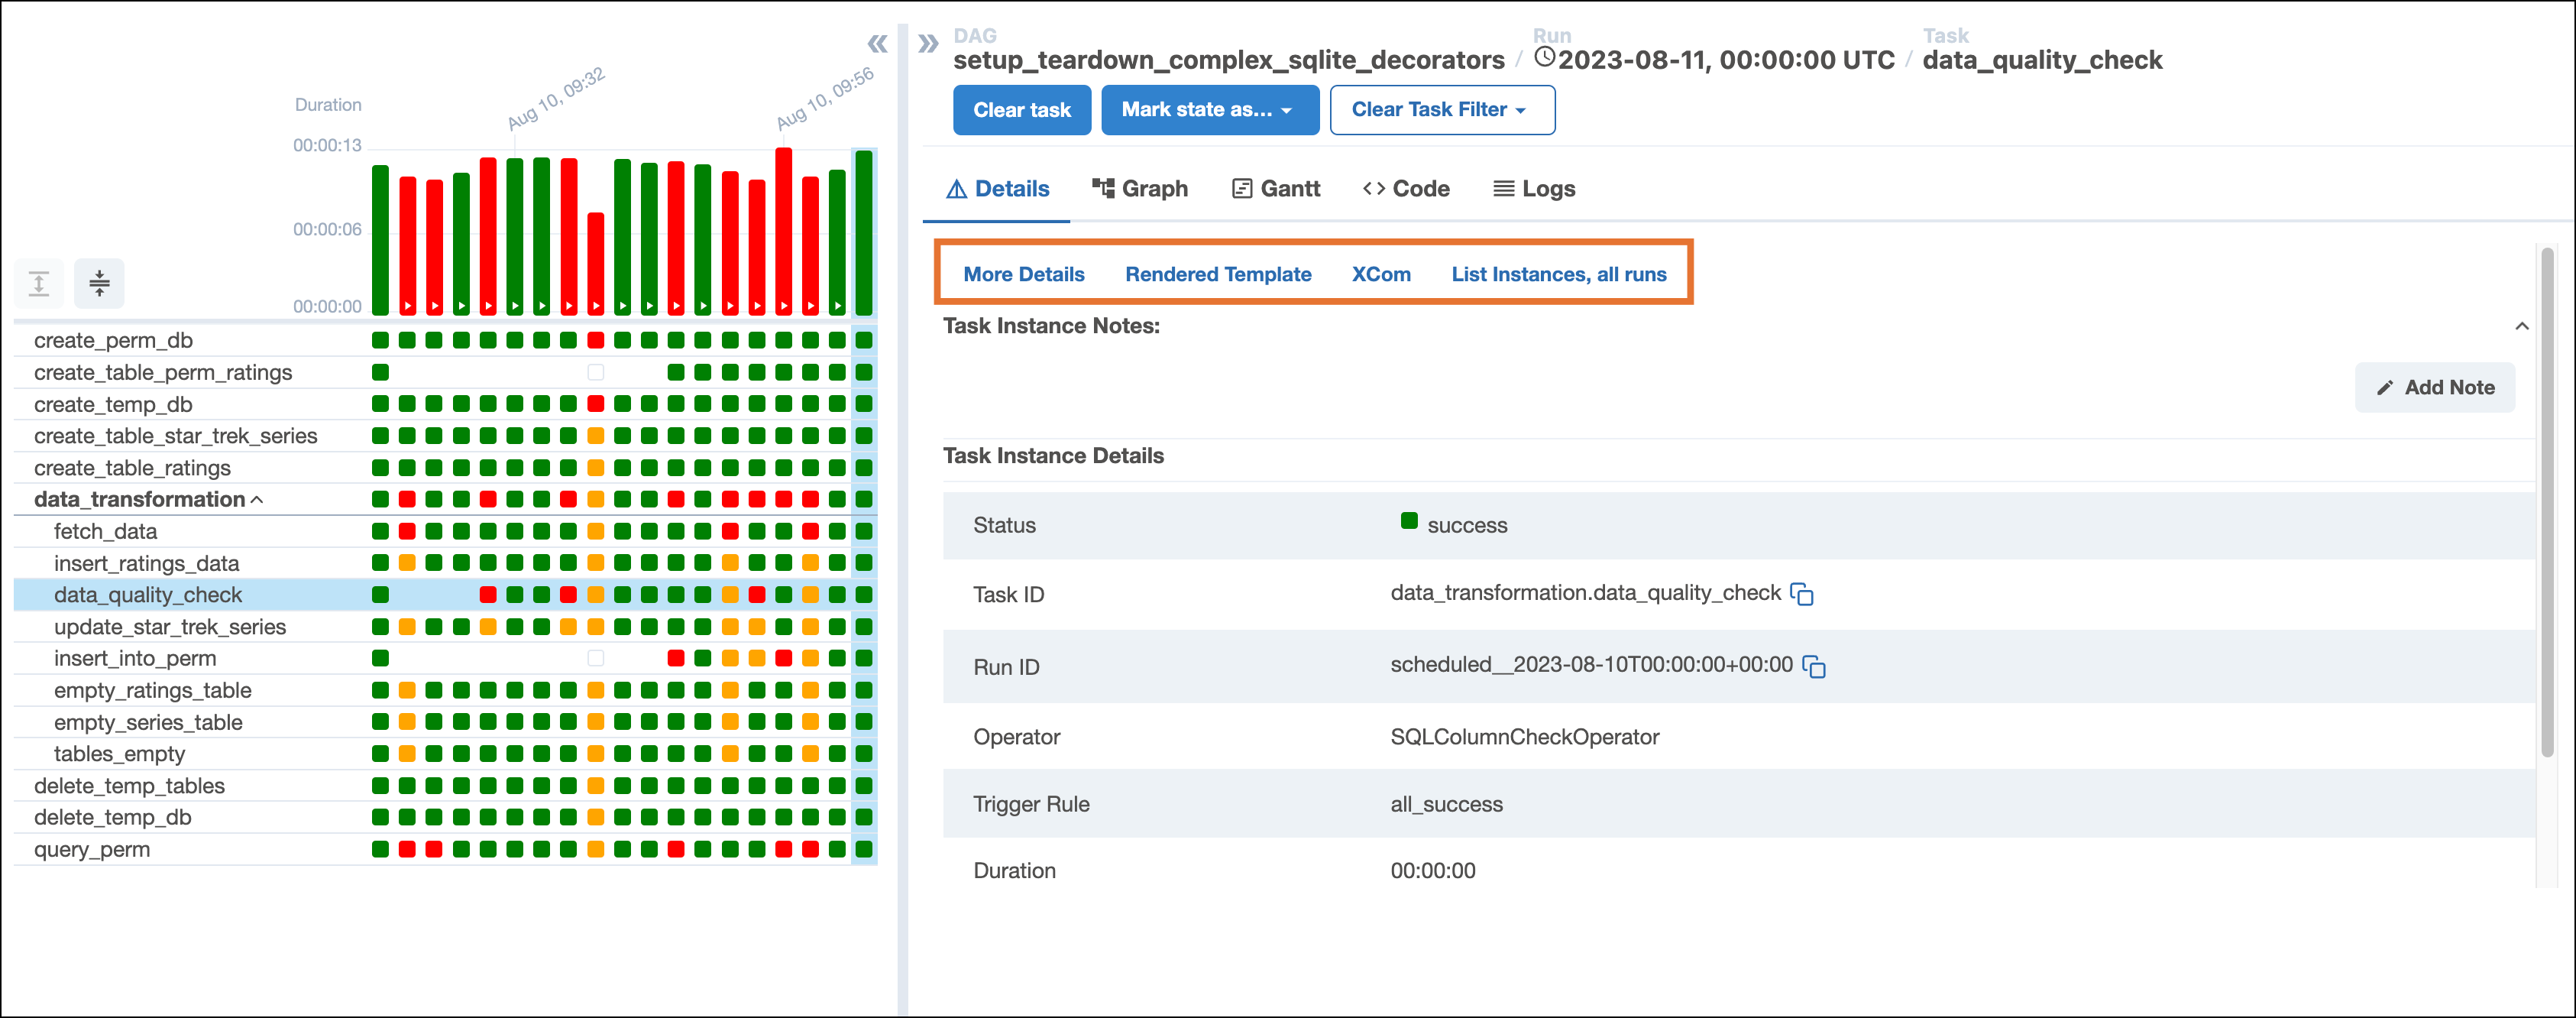 Duration
Aug 10, 09:32
Aug 10, 09:56
00:00:13
00:00:06
00:00:00
create_perm_db
create_table_perm_ratings
create_temp_db
create_table_star_trek_series
create_table_ratings
data_transformation
fetch_data
insert_ratings_data
data_quality_check
update_star_trek_series
insert_into_perm
empty_ratings_table
empty_series_table
tables_empty
delete_temp_tables
delete_temp_db
query_perm
DAG Run Task
setup_teardown_complex_sqlite_decorators / 2023-08-11, 00:00:00 UTC / data_quality_check
Clear task Mark state as... Clear Task Filter
Details Graph Gantt Code Logs
More Details Rendered Template XCom List Instances, all runs
Task Instance Notes:
Add Note
Task Instance Details
Status success
Task ID data_transformation.data_quality_check
Run ID scheduled__2023-08-10T00:00:00+00:00
Operator SQLColumnCheckOperator
Trigger Rule all_success
Duration 00:00:00